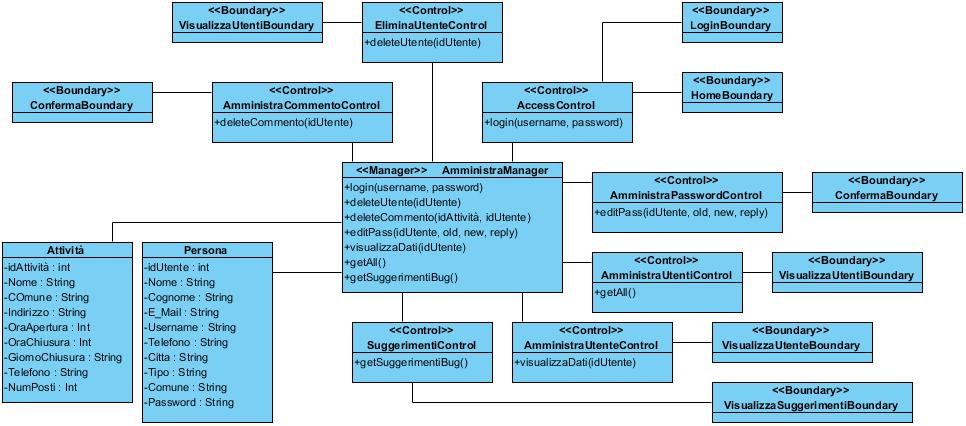 <<Boundary>>
VisualizzaUtentiBoundary
<<Control>>
EliminaUtenteControl
+deleteUtente(idUtente)
<<Boundary>>
LoginBoundary
<<Boundary>>
ConfermaBoundary
<<Control>>
AmministraCommentoControl
+deleteCommento(idUtente)
<<Control>>
AccessControl
+login(username, password)
<<Boundary>>
HomeBoundary
<<Manager>> AmministraManager
+login(username, password)
+deleteUtente(idUtente)
+deleteCommento(idAttività, idUtente)
+editPass(idUtente, old, new, reply)
+visualizzaDati(idUtente)
+getAll()
+getSuggerimentiBug()
<<Control>>
AmministraPasswordControl
+editPass(idUtente, old, new, reply)
<<Boundary>>
ConfermaBoundary
Attività
-idAttività : int
-Nome : String
-COmune : String
-Indirizzo : String
-OraApertura : Int
-OraChiusura : Int
-GiornoChiusura : String
-Telefono : String
-NumPosti : Int
Persona
-idUtente : int
-Nome : String
-Cognome : String
-E_Mail : String
-Username : String
-Telefono : String
-Citta : String
-Tipo : String
-Comune : String
-Password : String
<<Control>>
AmministraUtentiControl
+getAll()
<<Boundary>>
VisualizzaUtentiBoundary
<<Control>>
SuggerimentiControl
+getSuggerimentiBug()
<<Control>>
AmministraUtenteControl
+visualizzaDati(idUtente)
<<Boundary>>
VisualizzaUtenteBoundary
<<Boundary>>
VisualizzaSuggerimentiBoundary